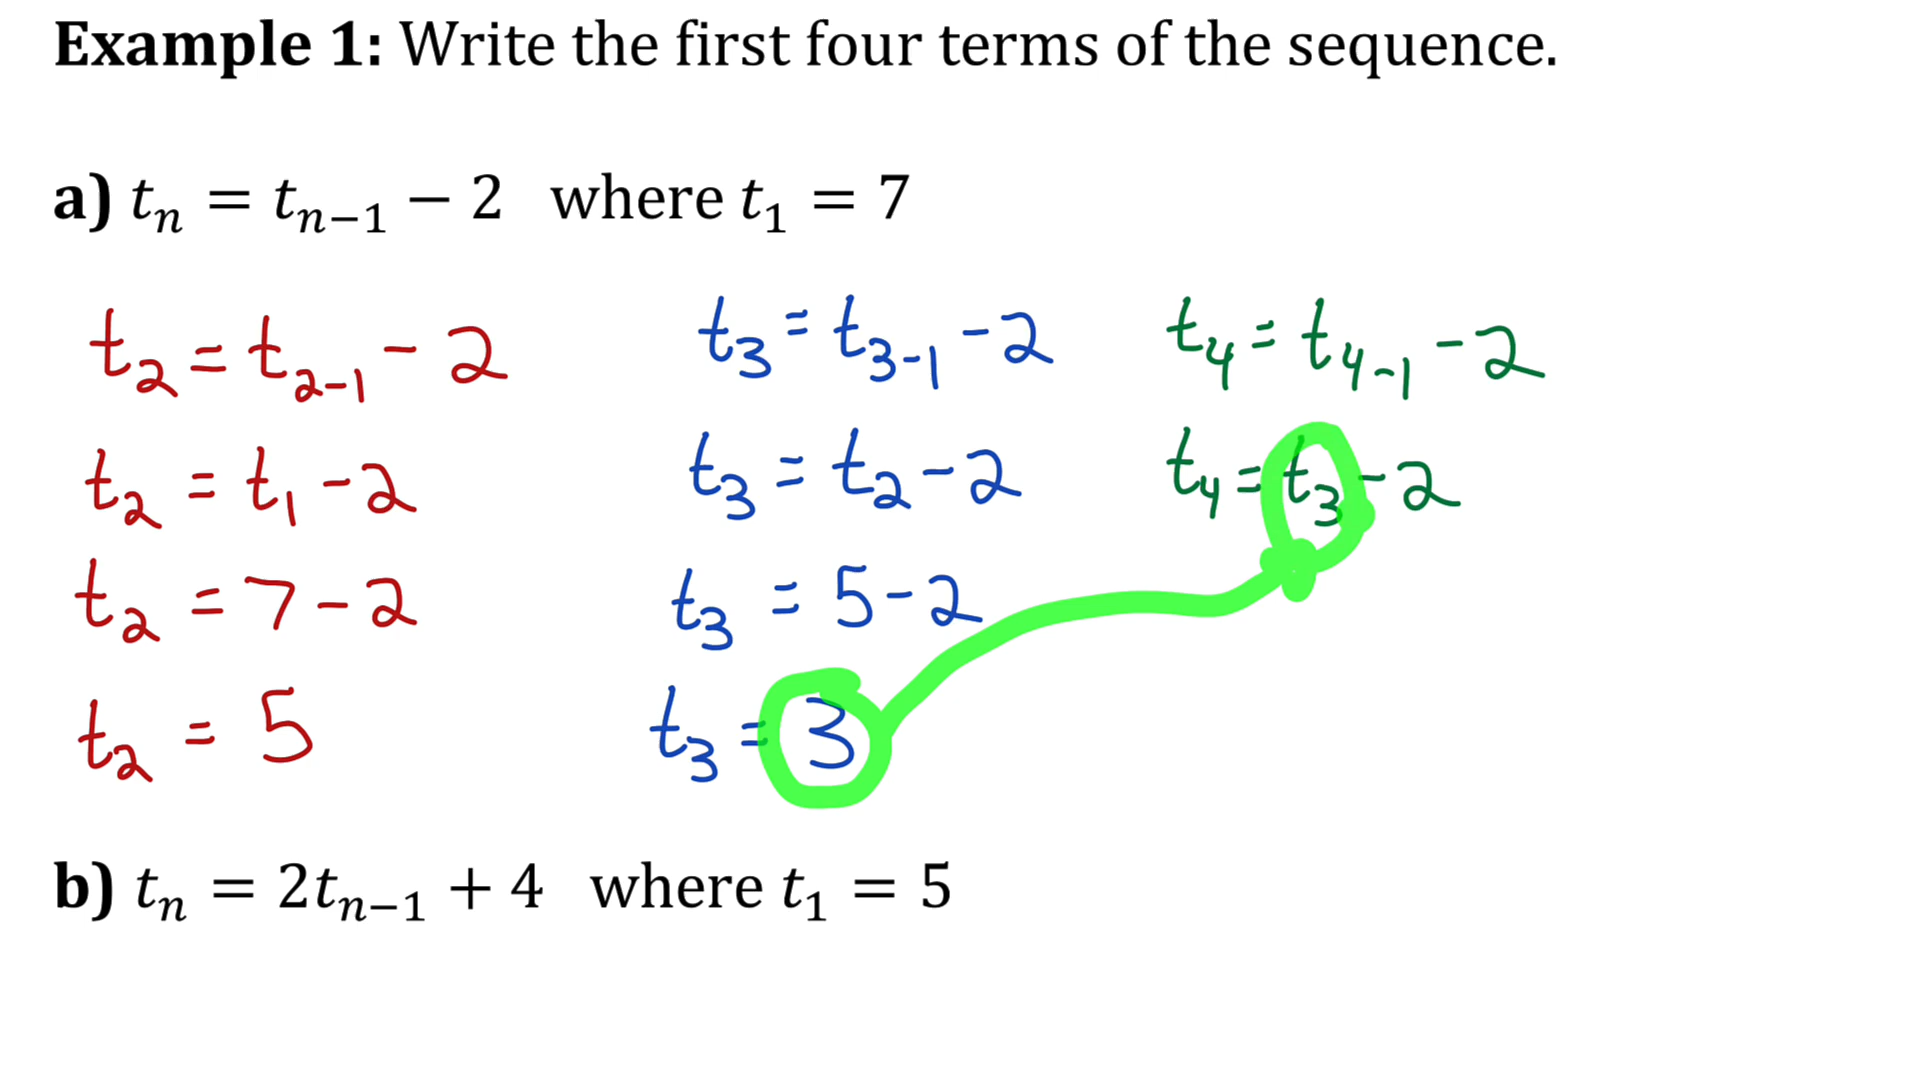 Example 1: Write the first four terms of the sequence.
a) tₙ = tₙ₋₁ − 2 where t₁ = 7
t₂ = t₂₋₁ − 2
t₂ = t₁ − 2
t₂ = 7 − 2
t₂ = 5
t₃ = t₃₋₁ − 2
t₃ = t₂ − 2
t₃ = 5 − 2
t₃ = 3
t₄ = t₄₋₁ − 2
t₄ = t₃ − 2
b) tₙ = 2tₙ₋₁ + 4 where t₁ = 5